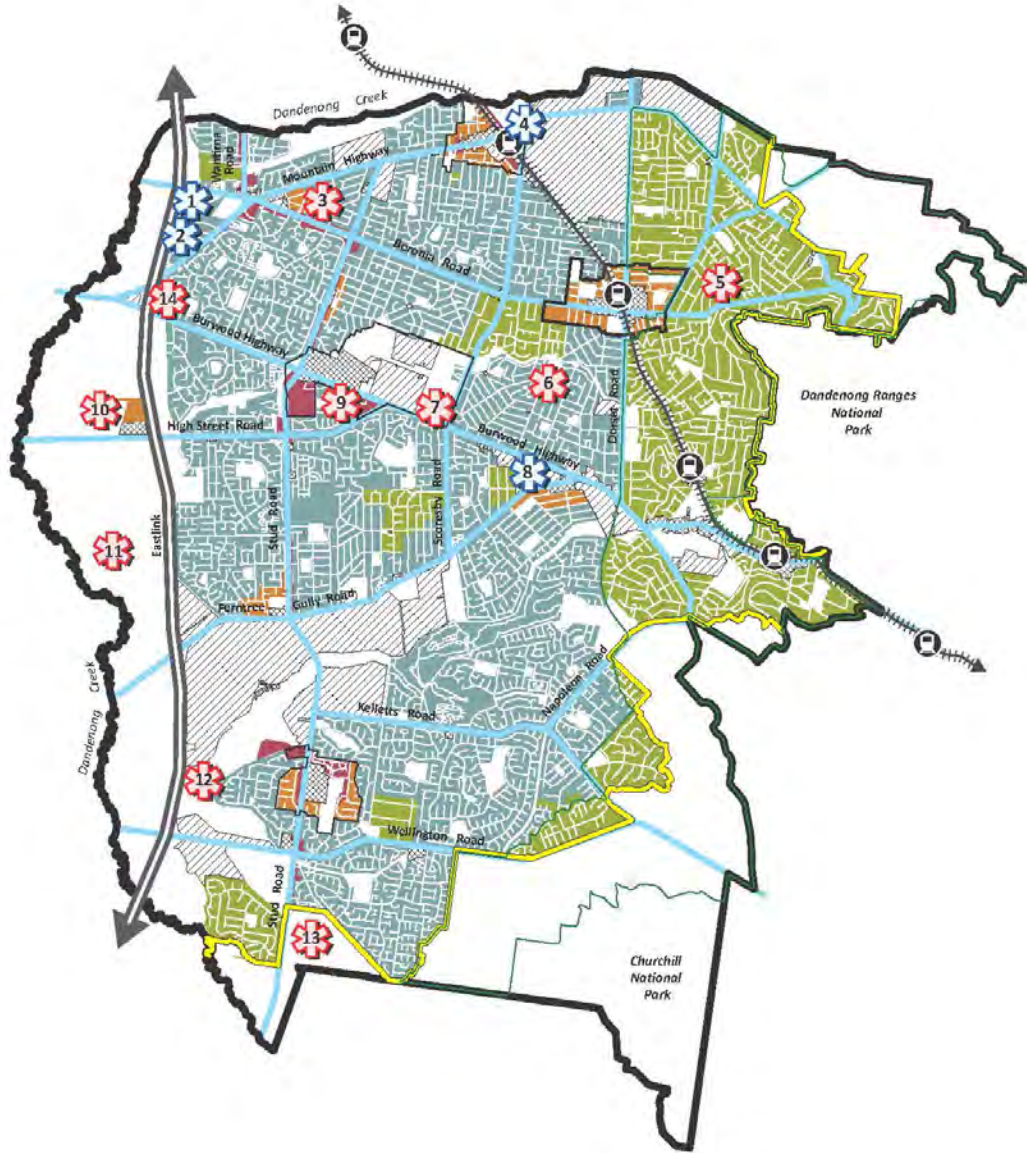 Dandenong Creek
4
Wantirna
Road
Mountain Highway
1
3
2
Boronia Road
5
14
Burwood Highway
6
Dorset Road
Dandenong Ranges
National
Park
10
9
7
High Street Road
Burwood Highway
8
Stud Road
Scoresby Road
Eastlink
11
Ferntree Gully Road
Dandenong Creek
Napoleon Road
Kelletts Road
12
Wellington Road
Stud Road
13
Churchill
National
Park